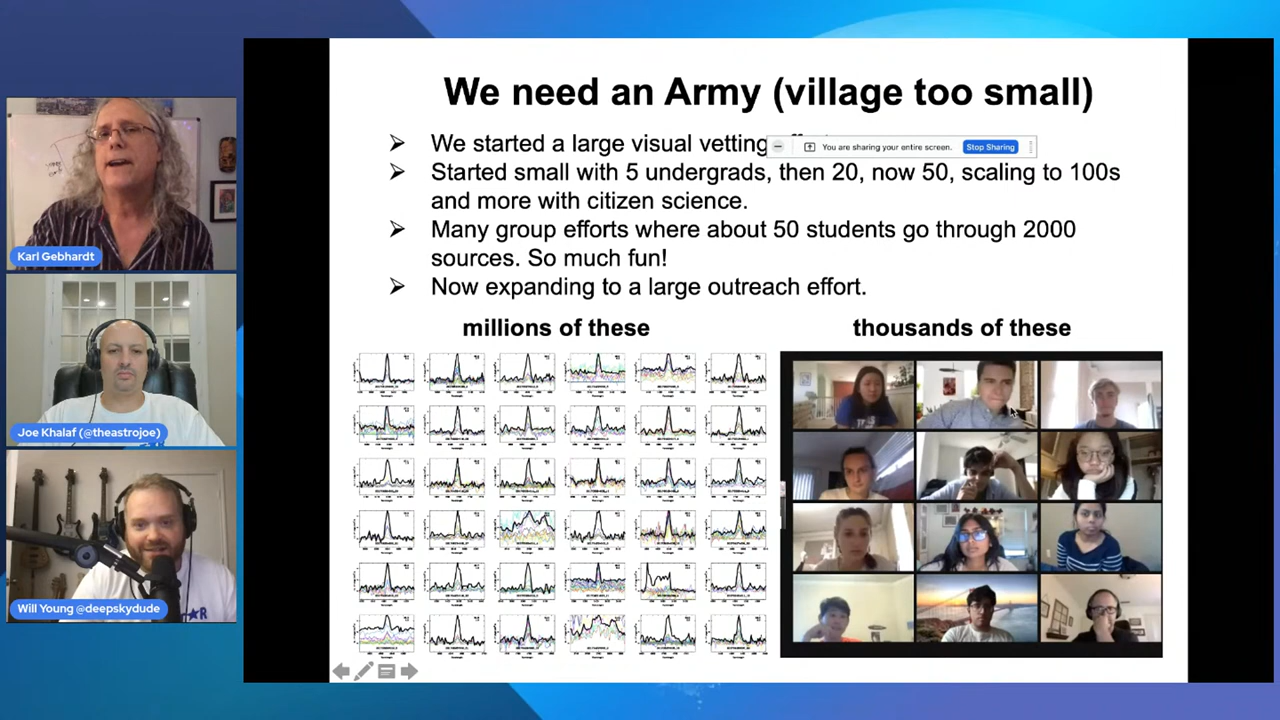 We need an Army (village too small)
➢ We started a large visual vetting
You are sharing your entire screen. Stop Sharing
➢ Started small with 5 undergrads, then 20, now 50, scaling to 100s
and more with citizen science.
➢ Many group efforts where about 50 students go through 2000
sources. So much fun!
➢ Now expanding to a large outreach effort.
millions of these
thousands of these
Karl Gebhardt
Joe Khalaf (@theastrojoe)
Will Young @deepskydude